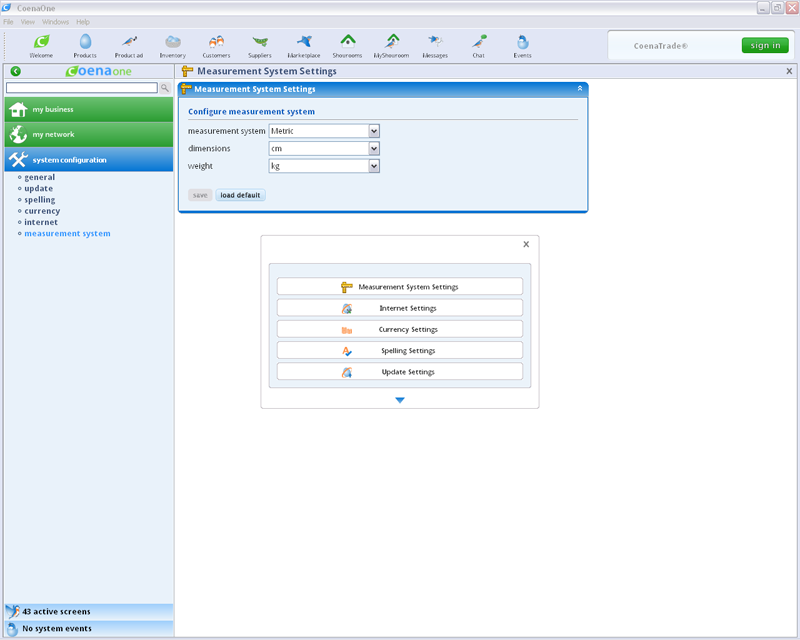 CoenaOne
File View Windows Help
Welcome Products Product ad Inventory Customers Suppliers Marketplace Showrooms MyShowroom Messages Chat Events
CoenaTrade®
sign in
Coenaone
Measurement System Settings
X
my business
my network
system configuration
general
update
spelling
currency
internet
measurement system
Measurement System Settings
Configure measurement system
measurement system Metric
dimensions cm
weight kg
save load default
X
Measurement System Settings
Internet Settings
Currency Settings
Spelling Settings
Update Settings
43 active screens
No system events